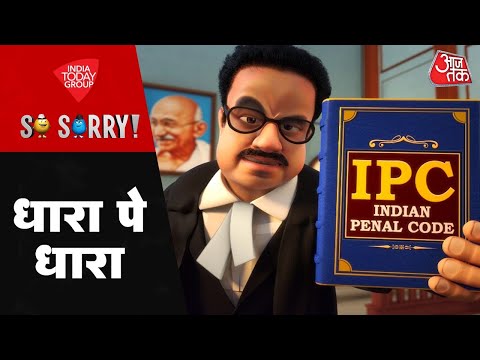 INDIA
TODAY
GROUP
SO SORRY!
धारा पे
धारा
आज तक
IPC
INDIAN
PENAL CODE